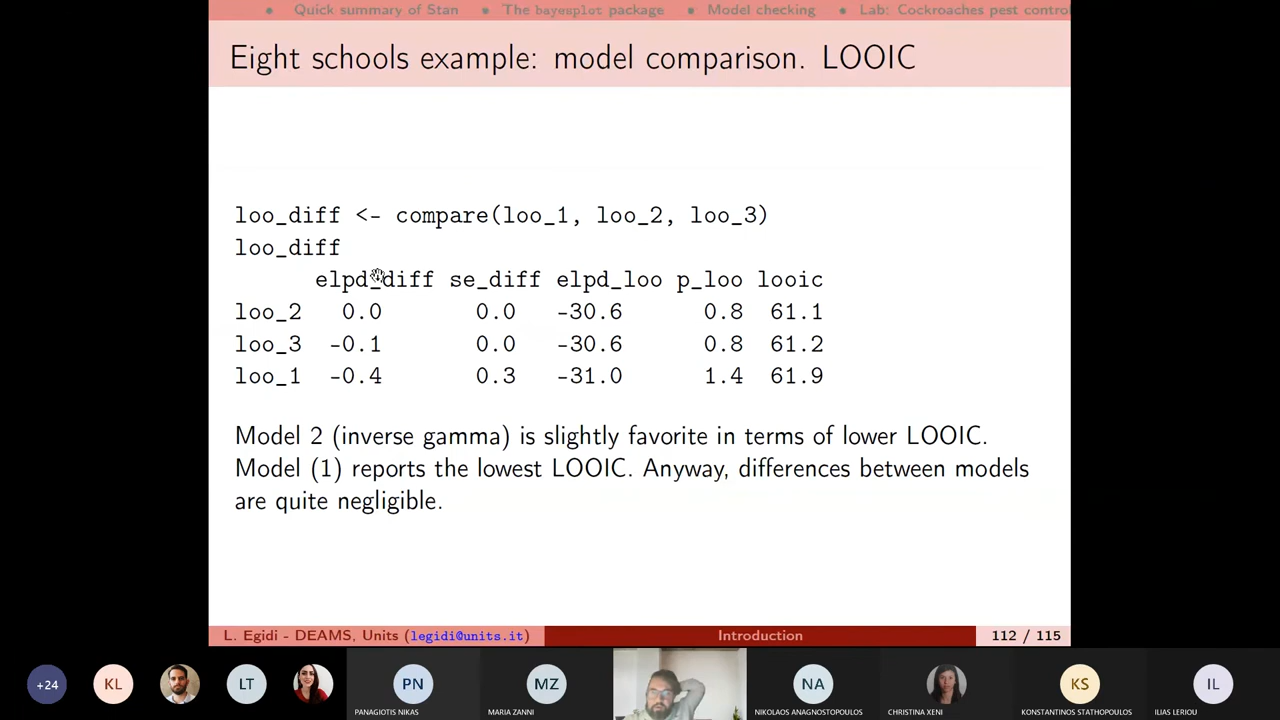 • Quick summary of Stan • The bayesplot package • Model checking • Lab: Cockroaches pest control
Eight schools example: model comparison. LOOIC
loo_diff <- compare(loo_1, loo_2, loo_3)
loo_diff
elpd_diff se_diff elpd_loo p_loo looic
loo_2 0.0 0.0 -30.6 0.8 61.1
loo_3 -0.1 0.0 -30.6 0.8 61.2
loo_1 -0.4 0.3 -31.0 1.4 61.9
Model 2 (inverse gamma) is slightly favorite in terms of lower LOOIC.
Model (1) reports the lowest LOOIC. Anyway, differences between models
are quite negligible.
L. Egidi - DEAMS, Units (legidi@units.it) Introduction 112 / 115
+24 KL LT PN MZ NA KS IL
PANAGIOTIS NIKAS MARIA ZANNI NIKOLAOS ANAGNOSTOPOULOS CHRISTINA XENI KONSTANTINOS STATHOPOULOS ILIAS LERIOU